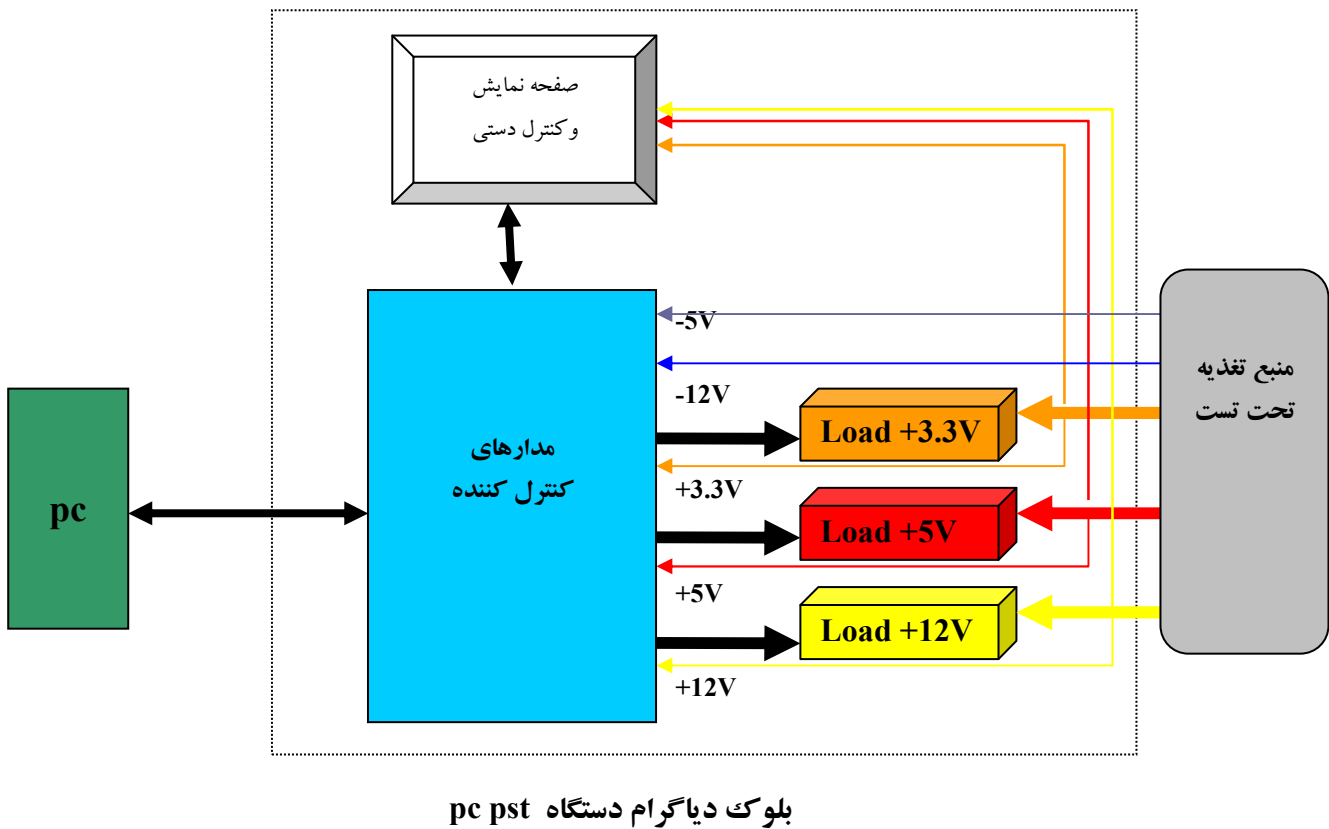 صفحه نمایش
وکنترل دستی
-5V
-12V
منبع تغذیه
تحت تست
Load +3.3V
مدارهای
کنترل کننده
+3.3V
pc
Load +5V
+5V
Load +12V
+12V
بلوک دیاگرام دستگاه pc pst